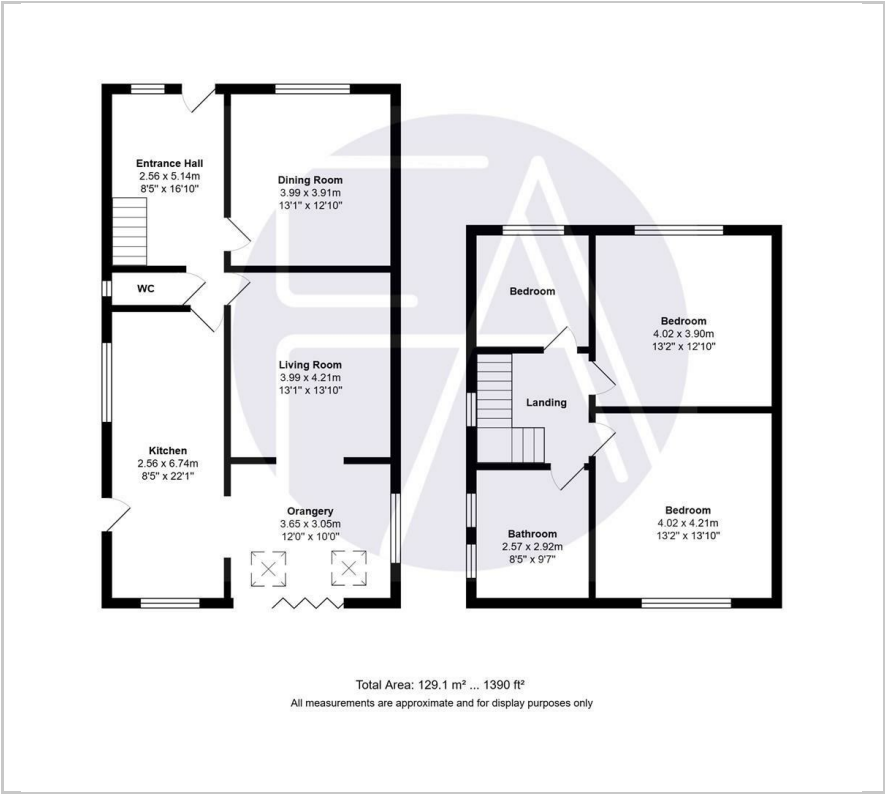 Entrance Hall
2.56 x 5.14m
8'5" x 16'10"
Dining Room
3.99 x 3.91m
13'1" x 12'10"
WC
Living Room
3.99 x 4.21m
13'1" x 13'10"
Kitchen
2.56 x 6.74m
8'5" x 22'1"
Orangery
3.65 x 3.05m
12'0" x 10'0"
Bedroom
Bedroom
4.02 x 3.90m
13'2" x 12'10"
Landing
Bathroom
2.57 x 2.92m
8'5" x 9'7"
Bedroom
4.02 x 4.21m
13'2" x 13'10"
Total Area: 129.1 m² ... 1390 ft²
All measurements are approximate and for display purposes only